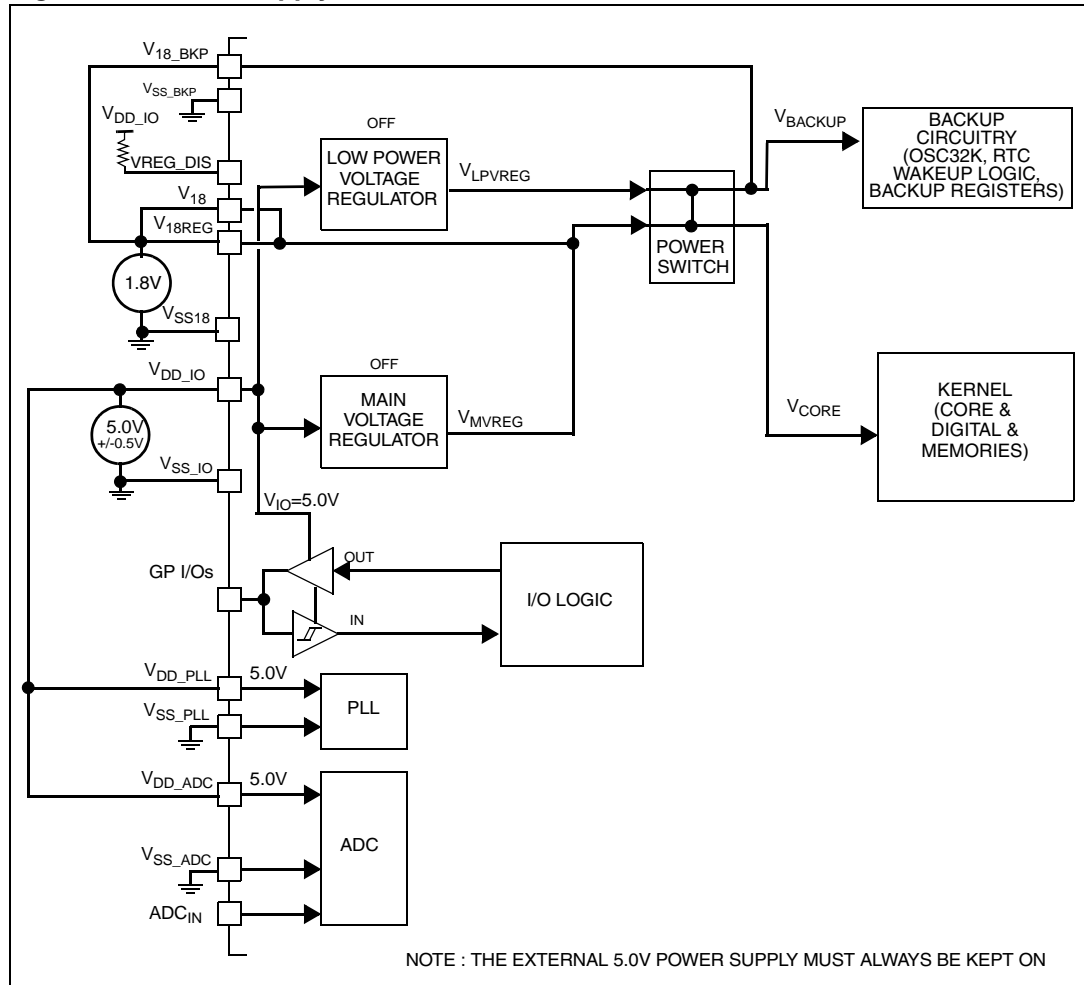 V18_BKP
VSS_BKP
VDD_IO
VREG_DIS
V18
V18REG
1.8V
VSS18
VDD_IO
5.0V
+/-0.5V
VSS_IO
GP I/Os
VDD_PLL
VSS_PLL
VDD_ADC
VSS_ADC
ADCIN
OFF
LOW POWER
VOLTAGE
REGULATOR
VLPVREG
OFF
MAIN
VOLTAGE
REGULATOR
VMVREG
POWER
SWITCH
VBACKUP
BACKUP
CIRCUITRY
(OSC32K, RTC
WAKEUP LOGIC,
BACKUP REGISTERS)
VCORE
KERNEL
(CORE &
DIGITAL &
MEMORIES)
VIO=5.0V
OUT
IN
I/O LOGIC
5.0V
PLL
5.0V
ADC
NOTE : THE EXTERNAL 5.0V POWER SUPPLY MUST ALWAYS BE KEPT ON